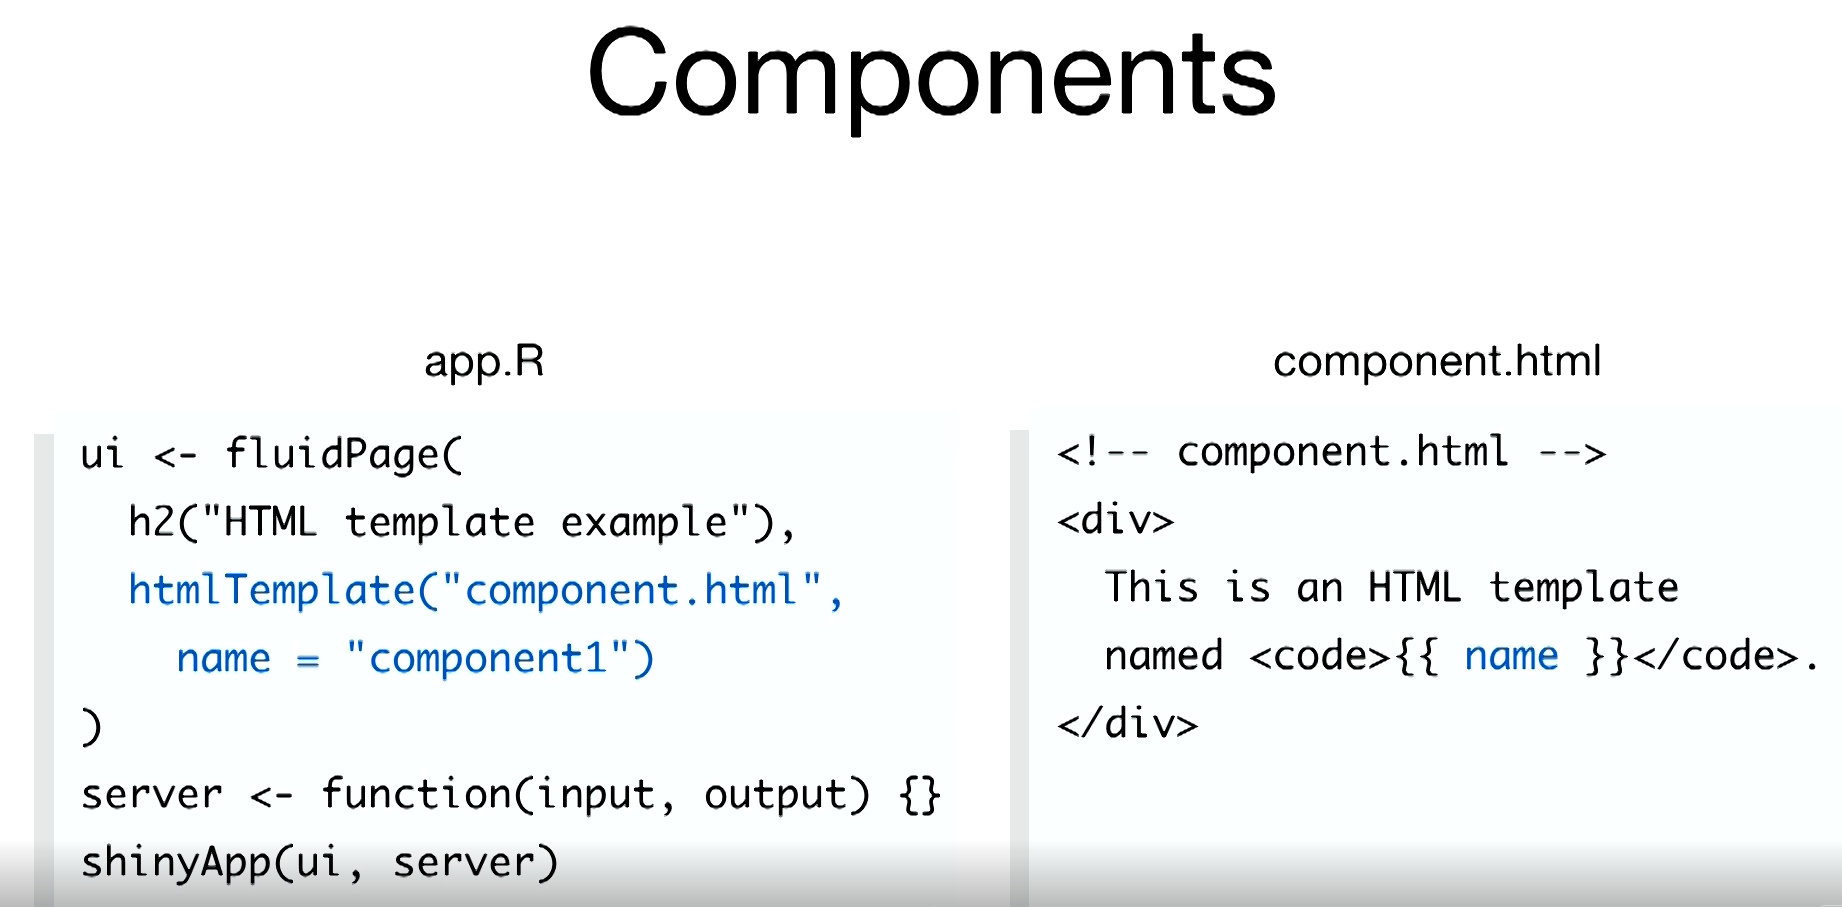 Components
app.R
ui <- fluidPage(
  h2("HTML template example"),
  htmlTemplate("component.html",
    name = "component1")
)
server <- function(input, output) {}
shinyApp(ui, server)
component.html
<!-- component.html -->
<div>
  This is an HTML template
  named <code>{{ name }}</code>.
</div>